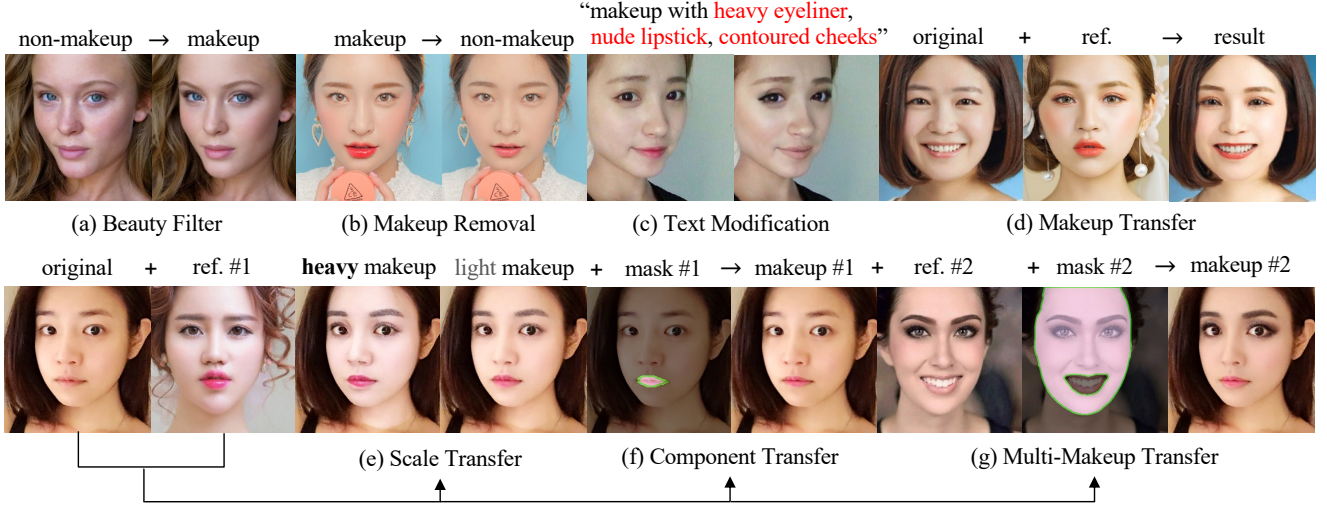 “makeup with heavy eyeliner,
nude lipstick, contoured cheeks”
non-makeup → makeup
makeup → non-makeup
original + ref. → result
(a) Beauty Filter
(b) Makeup Removal
(c) Text Modification
(d) Makeup Transfer
original + ref. #1
heavy makeup
light makeup + mask #1 → makeup #1 + ref. #2 + mask #2 → makeup #2
(e) Scale Transfer
(f) Component Transfer
(g) Multi-Makeup Transfer